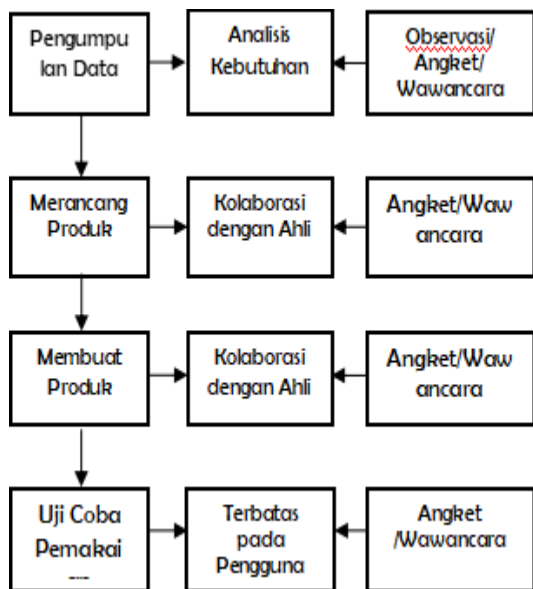 Pengumpu
lan Data
Analisis
Kebutuhan
Observasi/
Angket/
Wawancara
Merancang
Produk
Kolaborasi
dengan Ahli
Angket/Waw
ancara
Membuat
Produk
Kolaborasi
dengan Ahli
Angket/Waw
ancara
Uji Coba
Pemakai
Terbatas
pada
Pengguna
Angket
/Wawancara